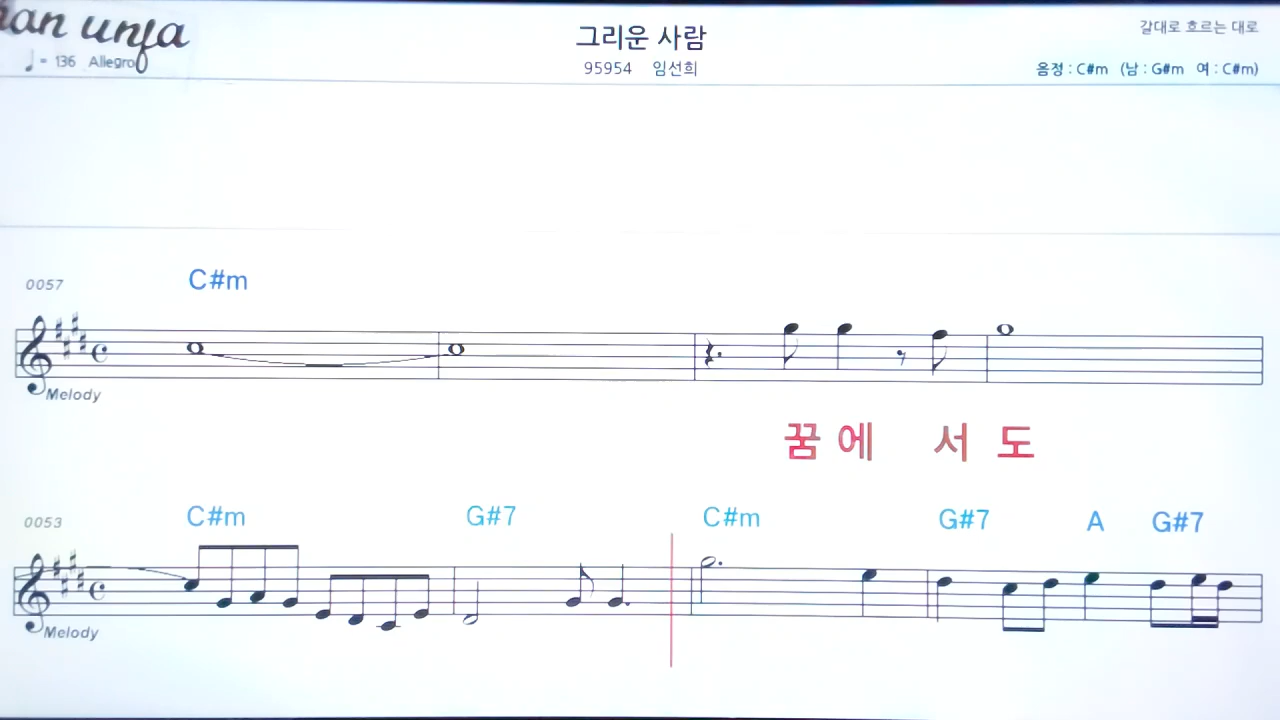 an unja
그리운 사람
갈대로 흐르는 대로
♩ = 136 Allegro
95954 임선희
음정 : C#m (남 : G#m 여 : C#m)
0057
C#m
Melody
꿈 에 서 도
0053
C#m G#7 C#m G#7 A G#7
Melody